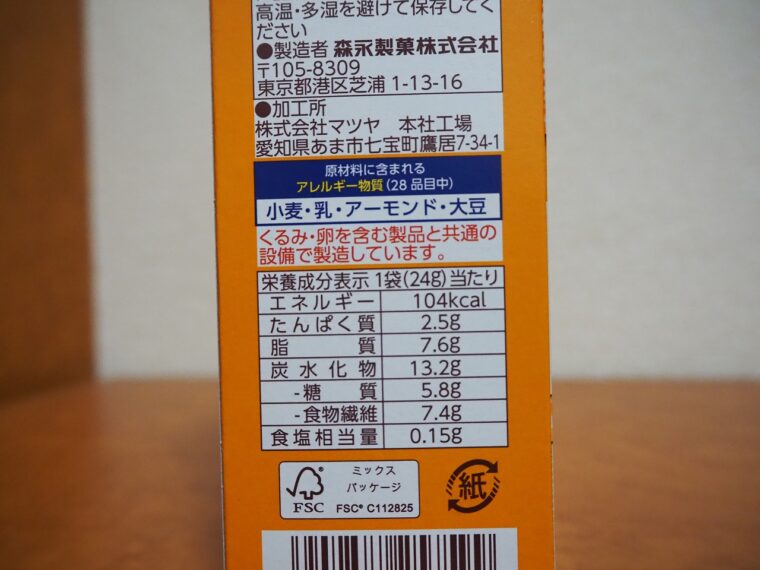 高温・多湿を避けて保存してく
ださい
●製造者 森永製菓株式会社
〒105-8309
東京都港区芝浦1-13-16
●加工所
株式会社マツヤ 本社工場
愛知県あま市七宝町鷹居7-34-1
原材料に含まれる
アレルギー物質(28品目中)
小麦・乳・アーモンド・大豆
くるみ・卵を含む製品と共通の
設備で製造しています。
栄養成分表示 1袋(24g)当たり
エネルギー 104kcal
たんぱく質 2.5g
脂質 7.6g
炭水化物 13.2g
-糖質 5.8g
-食物繊維 7.4g
食塩相当量 0.15g
FSC
ミックス
パッケージ
FSC® C112825
紙